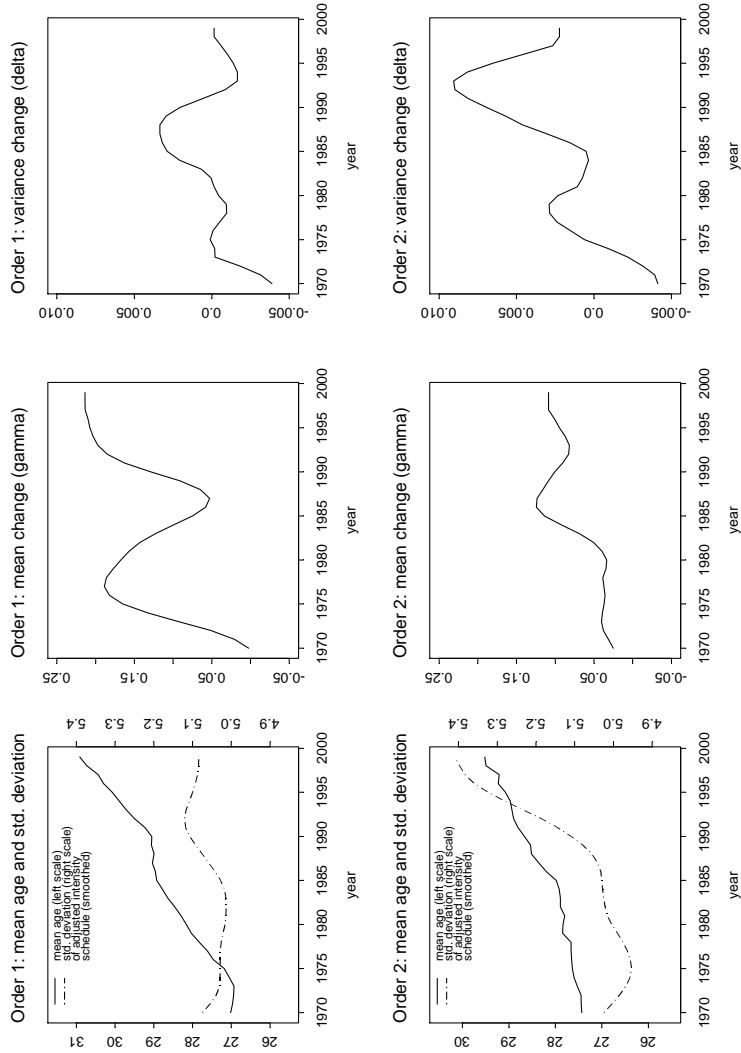 Order 1: mean age and std. deviation
mean age (left scale)
std. deviation (right scale)
of adjusted intensity
schedule (smoothed)
31
30
29
28
27
26
5.4
5.3
5.2
5.1
5.0
4.9
1970 1975 1980 1985 1990 1995 2000
year
Order 1: mean change (gamma)
0.25
0.15
0.05
-0.05
1970 1975 1980 1985 1990 1995 2000
year
Order 1: variance change (delta)
0.010
0.005
0.0
-0.005
1970 1975 1980 1985 1990 1995 2000
year
Order 2: mean age and std. deviation
mean age (left scale)
std. deviation (right scale)
of adjusted intensity
schedule (smoothed)
30
29
28
27
26
5.4
5.3
5.2
5.1
5.0
4.9
1970 1975 1980 1985 1990 1995 2000
year
Order 2: mean change (gamma)
0.25
0.15
0.05
-0.05
1970 1975 1980 1985 1990 1995 2000
year
Order 2: variance change (delta)
0.010
0.005
0.0
-0.005
1970 1975 1980 1985 1990 1995 2000
year